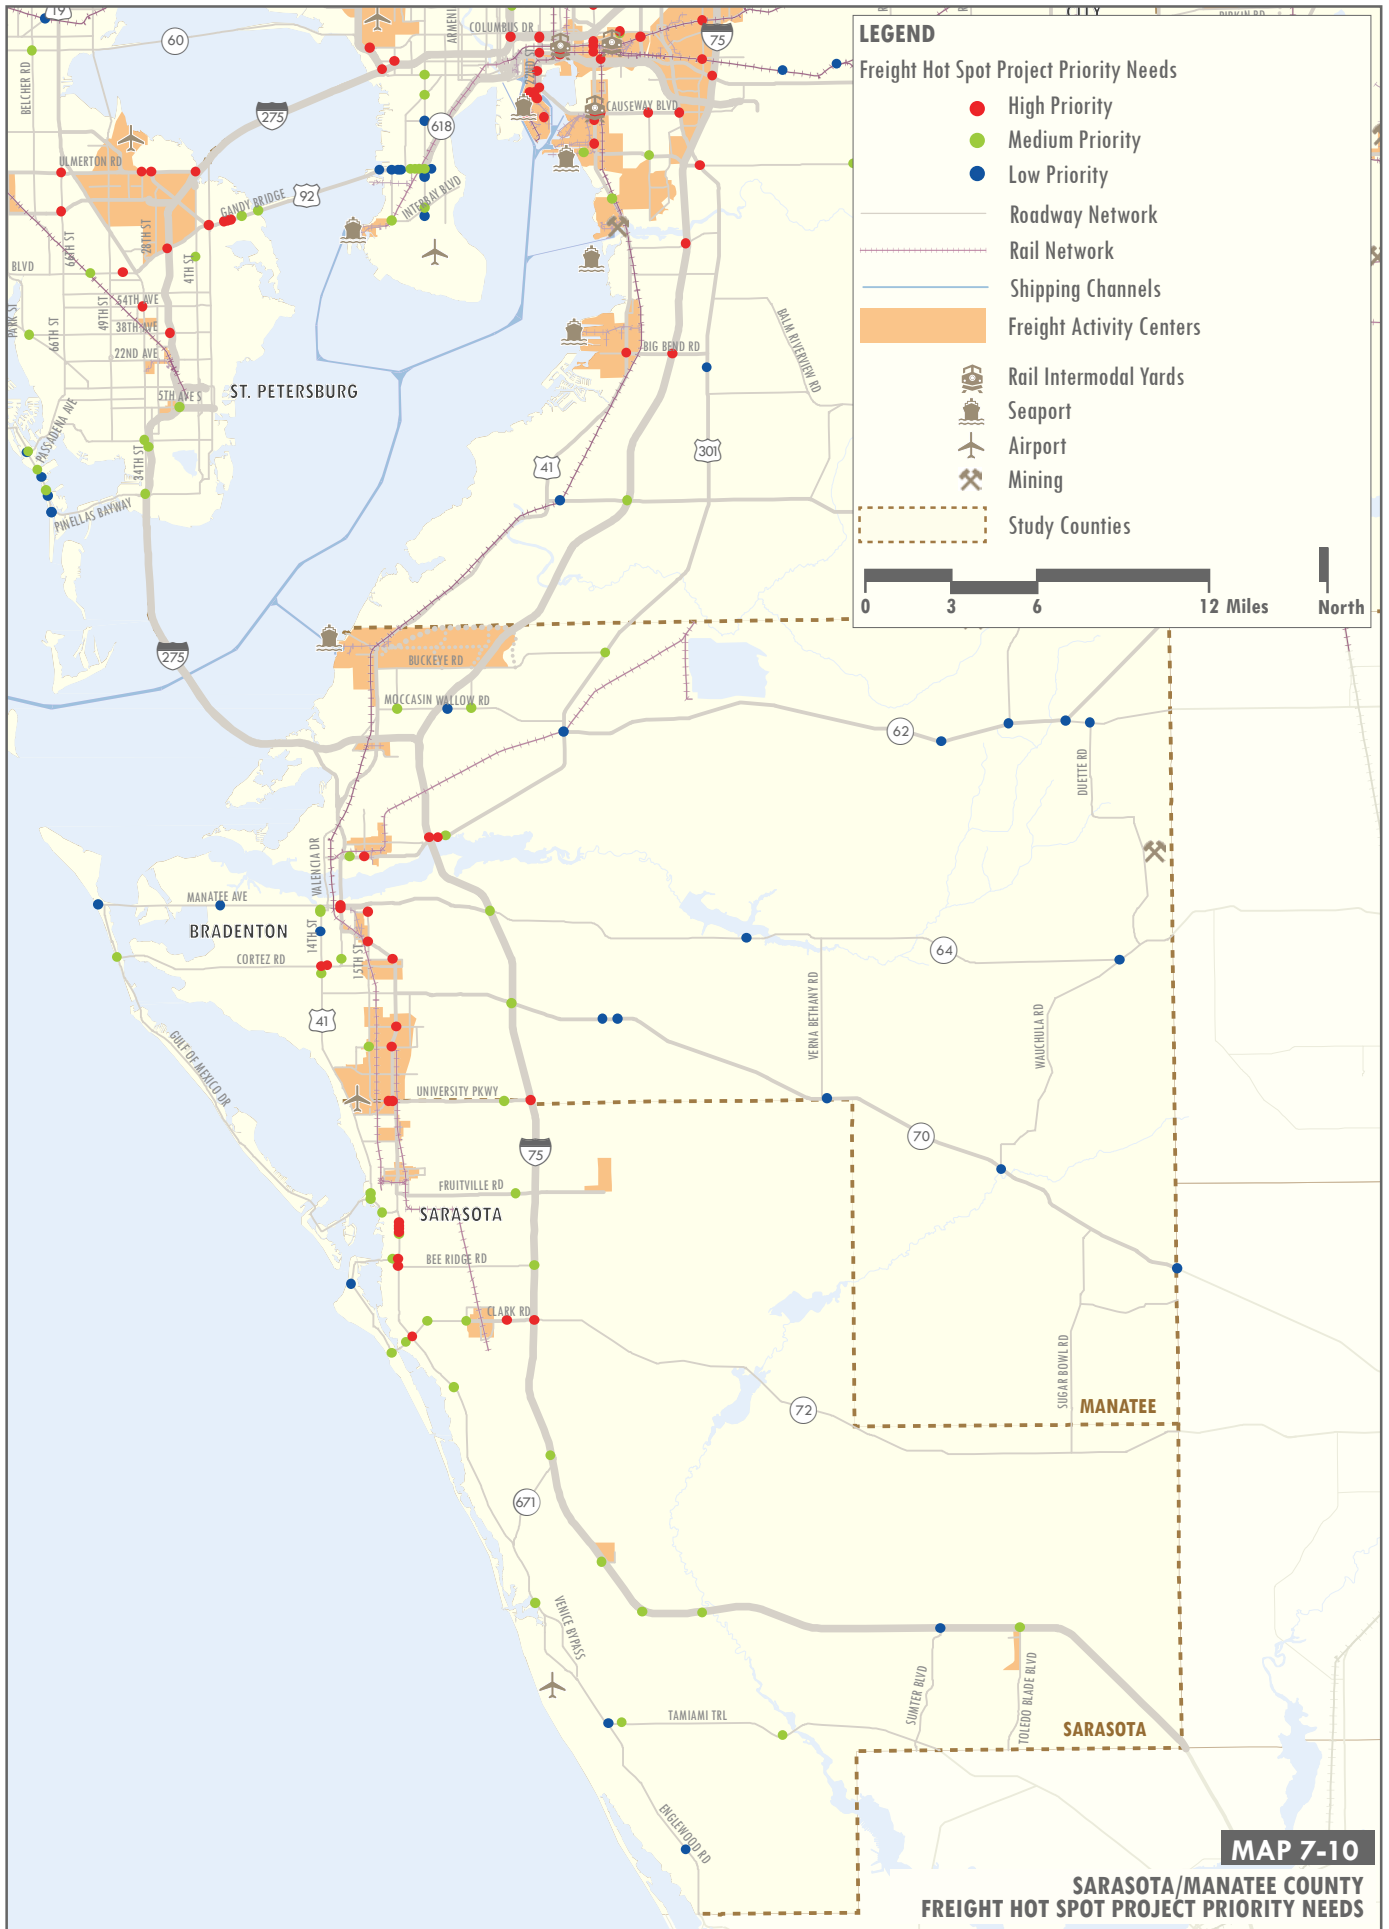 LEGEND
Freight Hot Spot Project Priority Needs
High Priority
Medium Priority
Low Priority
Roadway Network
Rail Network
Shipping Channels
Freight Activity Centers
Rail Intermodal Yards
Seaport
Airport
Mining
Study Counties
0 3 6 12 Miles North
19
60
BELCHER RD
COLUMBUS DR
75
CITY
275
618
22ND ST
CAUSEWAY BLVD
ULMERTON RD
92
GANDY BRIDGE
INTERBAY BLVD
66TH ST
28TH ST
4TH ST
BLVD
54TH AVE
49TH ST
38TH AVE
PARK ST
66TH ST
22ND AVE
BIG BEND RD
BALM RIVERVIEW RD
5TH AVE S
ST. PETERSBURG
PASSADENA AVE
34TH ST
41
301
PINELLAS BAYWAY
275
BUCKEYE RD
MOCCASIN WALLOW RD
62
DUETTE RD
VALENCIA DR
MANATEE AVE
BRADENTON
14TH ST
15TH ST
CORTEZ RD
64
41
VERNA BETHANY RD
WAUCHULA RD
GULF OF MEXICO DR
UNIVERSITY PKWY
70
75
FRUITVILLE RD
SARASOTA
BEE RIDGE RD
CLARK RD
SUGAR BOWL RD
72
MANATEE
671
VENICE BYPASS
SUMTER BLVD
TOLEDO BLADE BLVD
TAMIAMI TRL
SARASOTA
ENGLEWOOD RD
MAP 7-10
SARASOTA/MANATEE COUNTY
FREIGHT HOT SPOT PROJECT PRIORITY NEEDS